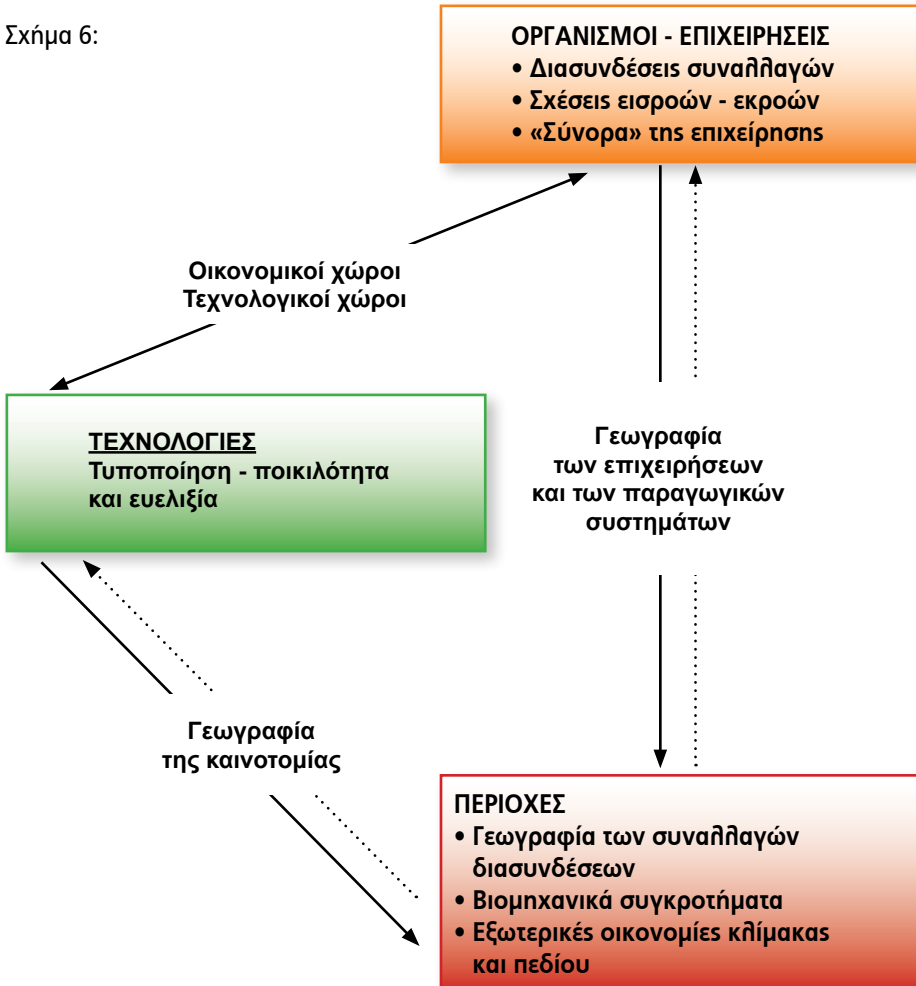 Σχήμα 6:
ΟΡΓΑΝΙΣΜΟΙ - ΕΠΙΧΕΙΡΗΣΕΙΣ
• Διασυνδέσεις συναλλαγών
• Σχέσεις εισροών - εκροών
• «Σύνορα» της επιχείρησης
Οικονομικοί χώροι
Τεχνολογικοί χώροι
ΤΕΧΝΟΛΟΓΙΕΣ
Τυποποίηση - ποικιλότητα
και ευελιξία
Γεωγραφία
των επιχειρήσεων
και των παραγωγικών
συστημάτων
Γεωγραφία
της καινοτομίας
ΠΕΡΙΟΧΕΣ
• Γεωγραφία των συναλλαγών
διασυνδέσεων
• Βιομηχανικά συγκροτήματα
• Εξωτερικές οικονομίες κλίμακας
και πεδίου